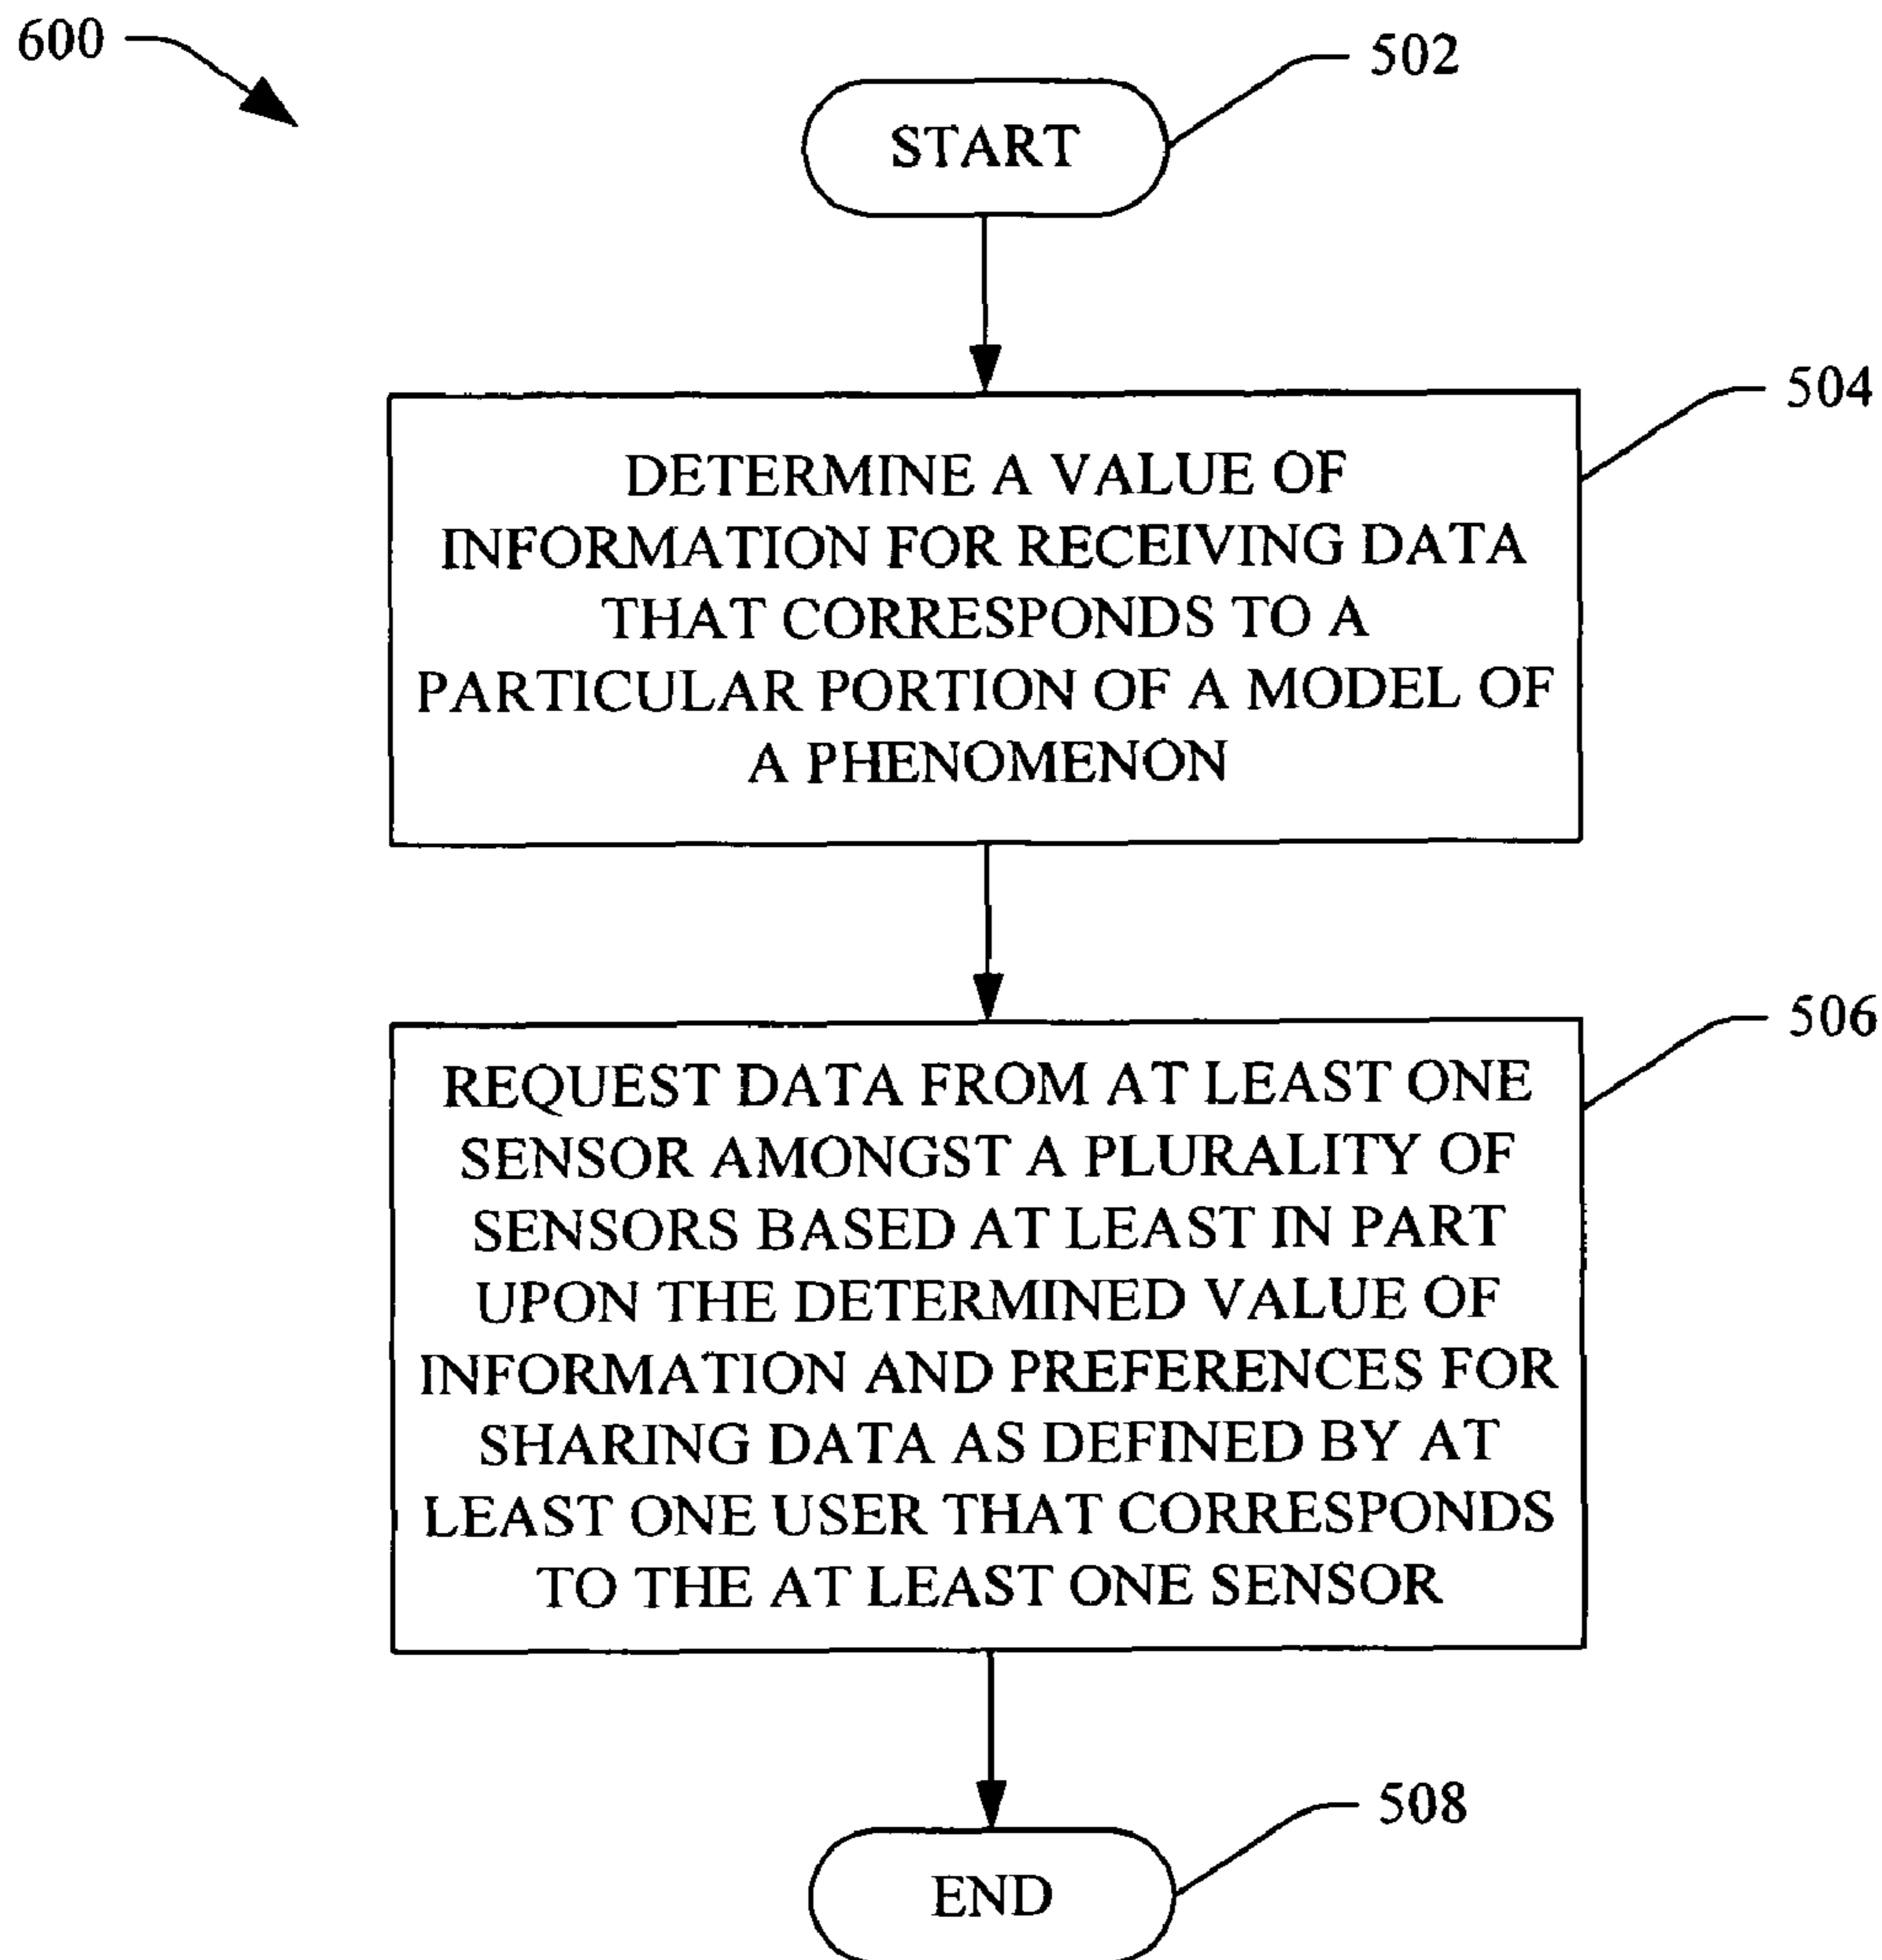 600
502
START
504
DETERMINE A VALUE OF
INFORMATION FOR RECEIVING DATA
THAT CORRESPONDS TO A
PARTICULAR PORTION OF A MODEL OF
A PHENOMENON
506
REQUEST DATA FROM AT LEAST ONE
SENSOR AMONGST A PLURALITY OF
SENSORS BASED AT LEAST IN PART
UPON THE DETERMINED VALUE OF
INFORMATION AND PREFERENCES FOR
SHARING DATA AS DEFINED BY AT
LEAST ONE USER THAT CORRESPONDS
TO THE AT LEAST ONE SENSOR
508
END